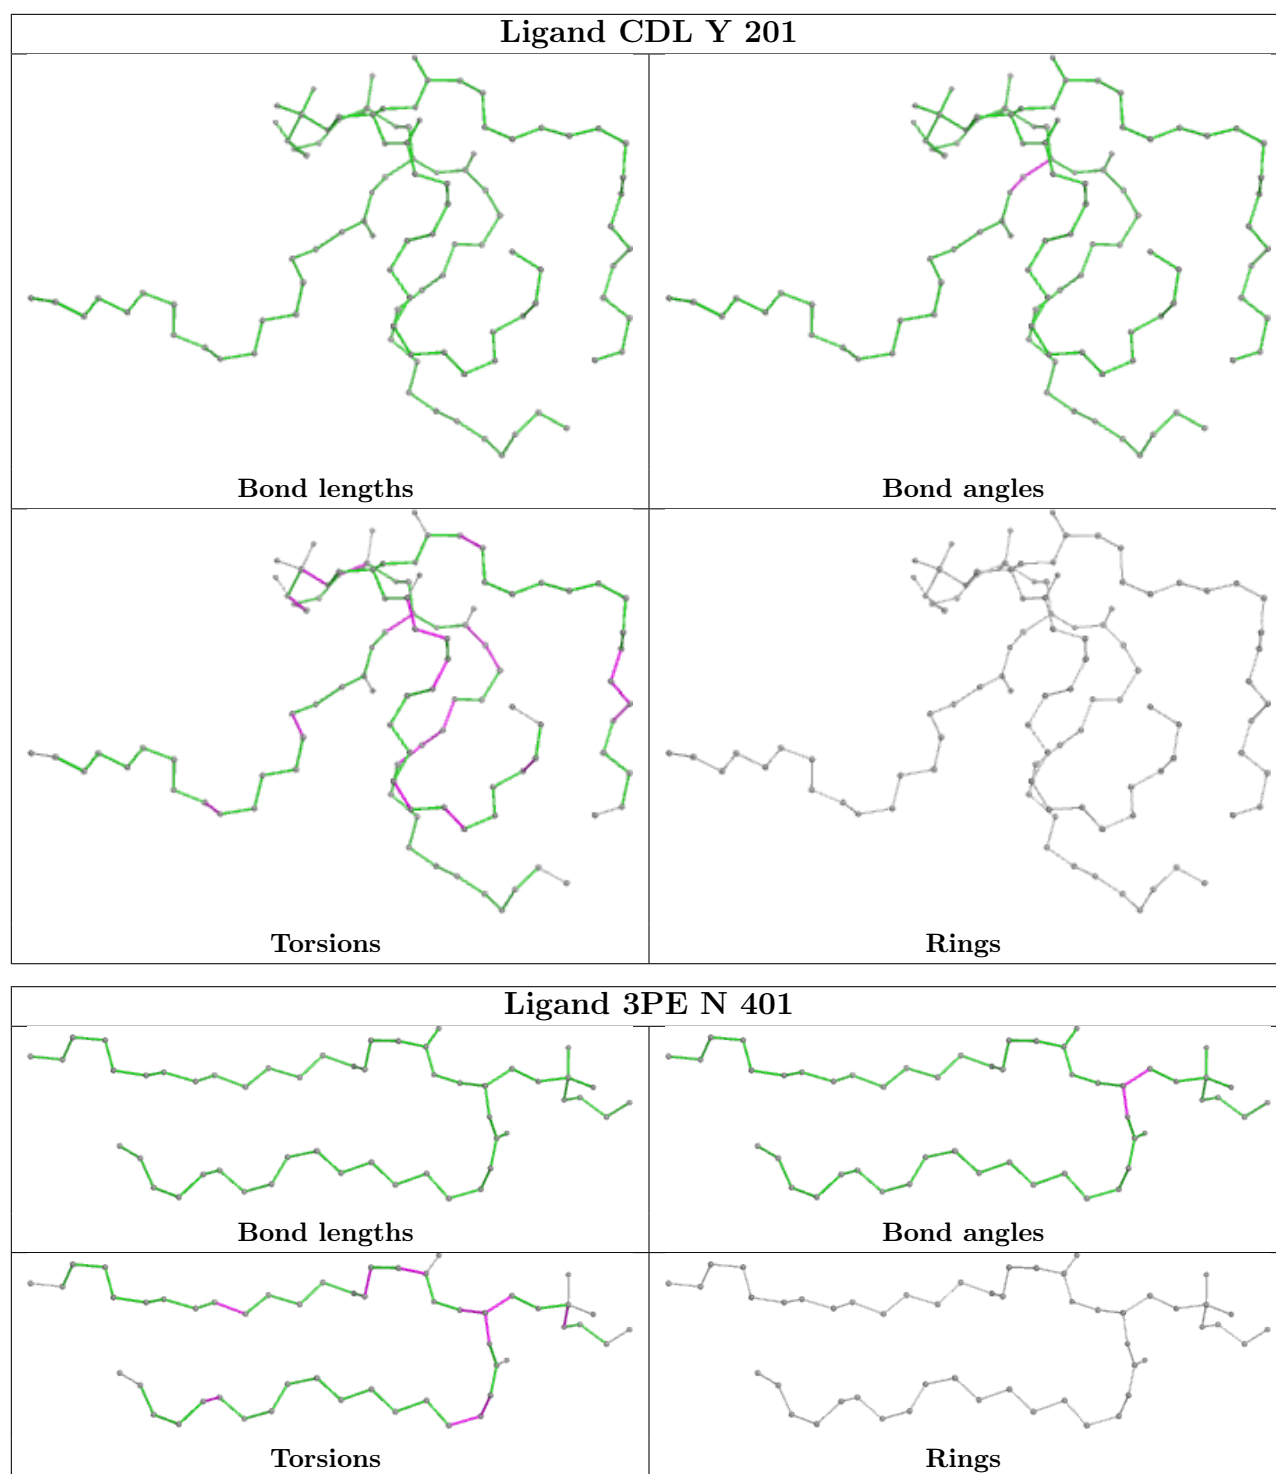 Ligand CDL Y 201
Bond lengths
Bond angles
Torsions
Rings
Ligand 3PE N 401
Bond lengths
Bond angles
Torsions
Rings